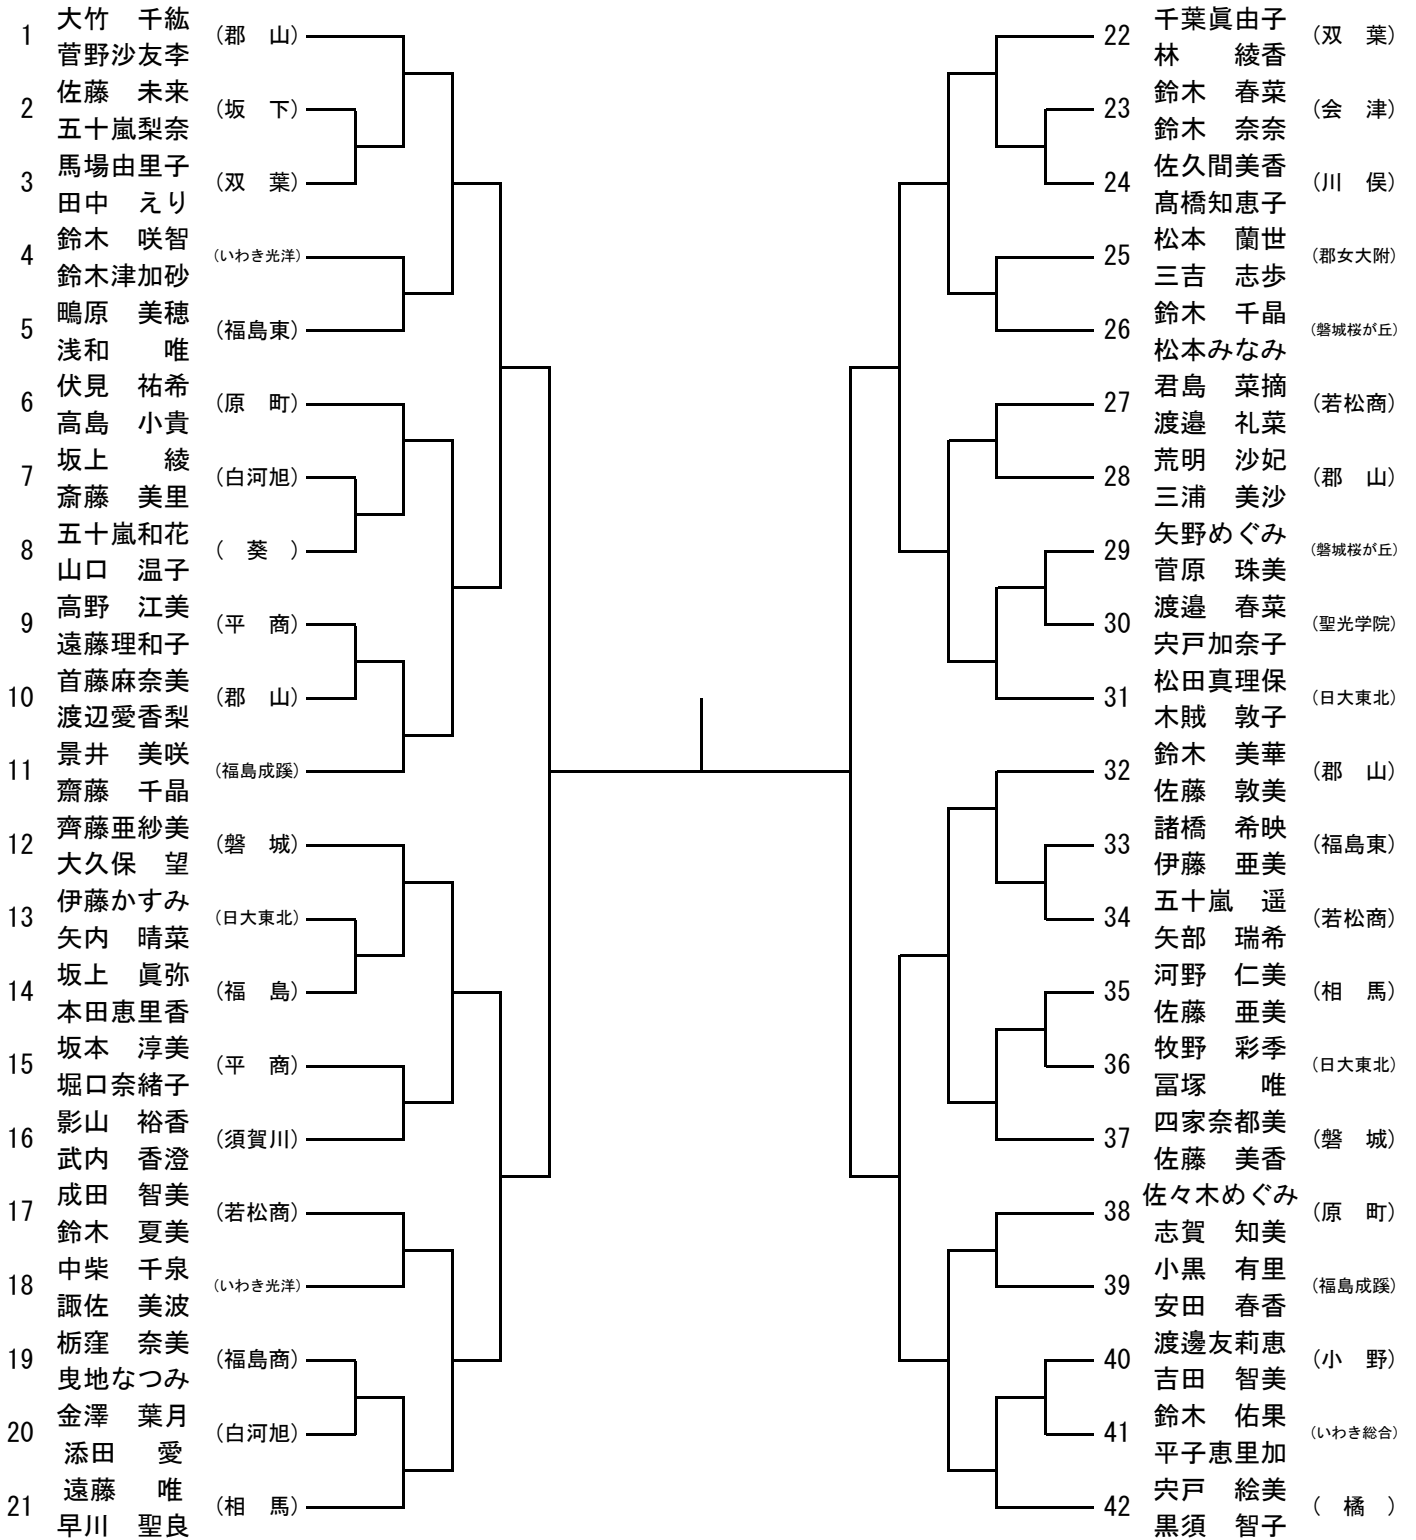 1 大竹　千紘 (郡　山)
菅野沙友李
2 佐藤　未来 (坂　下)
五十嵐梨奈
3 馬場由里子 (双　葉)
田中　えり
4 鈴木　咲智 (いわき光洋)
鈴木津加砂
5 鴫原　美穂 (福島東)
浅和　　唯
6 伏見　祐希 (原　町)
高島　小貴
7 坂上　　綾 (白河旭)
斎藤　美里
8 五十嵐和花 (　葵　)
山口　温子
9 高野　江美 (平　商)
遠藤理和子
10 首藤麻奈美 (郡　山)
渡辺愛香梨
11 景井　美咲 (福島成蹊)
齋藤　千晶
12 齊藤亜紗美 (磐　城)
大久保　望
13 伊藤かすみ (日大東北)
矢内　晴菜
14 坂上　眞弥 (福　島)
本田恵里香
15 坂本　淳美 (平　商)
堀口奈緒子
16 影山　裕香 (須賀川)
武内　香澄
17 成田　智美 (若松商)
鈴木　夏美
18 中柴　千泉 (いわき光洋)
諏佐　美波
19 栃窪　奈美 (福島商)
曳地なつみ
20 金澤　葉月 (白河旭)
添田　　愛
21 遠藤　　唯 (相　馬)
早川　聖良
22 千葉眞由子 (双　葉)
林　　綾香
23 鈴木　春菜 (会　津)
鈴木　奈奈
24 佐久間美香 (川　俣)
髙橋知恵子
25 松本　蘭世 (郡女大附)
三吉　志歩
26 鈴木　千晶 (磐城桜が丘)
松本みなみ
27 君島　菜摘 (若松商)
渡邉　礼菜
28 荒明　沙妃 (郡　山)
三浦　美沙
29 矢野めぐみ (磐城桜が丘)
菅原　珠美
30 渡邉　春菜 (聖光学院)
宍戸加奈子
31 松田真理保 (日大東北)
木賊　敦子
32 鈴木　美華 (郡　山)
佐藤　敦美
33 諸橋　希映 (福島東)
伊藤　亜美
34 五十嵐　遥 (若松商)
矢部　瑞希
35 河野　仁美 (相　馬)
佐藤　亜美
36 牧野　彩季 (日大東北)
冨塚　　唯
37 四家奈都美 (磐　城)
佐藤　美香
38 佐々木めぐみ (原　町)
志賀　知美
39 小黒　有里 (福島成蹊)
安田　春香
40 渡邊友莉恵 (小　野)
吉田　智美
41 鈴木　佑果 (いわき総合)
平子恵里加
42 宍戸　絵美 (　橘　)
黒須　智子